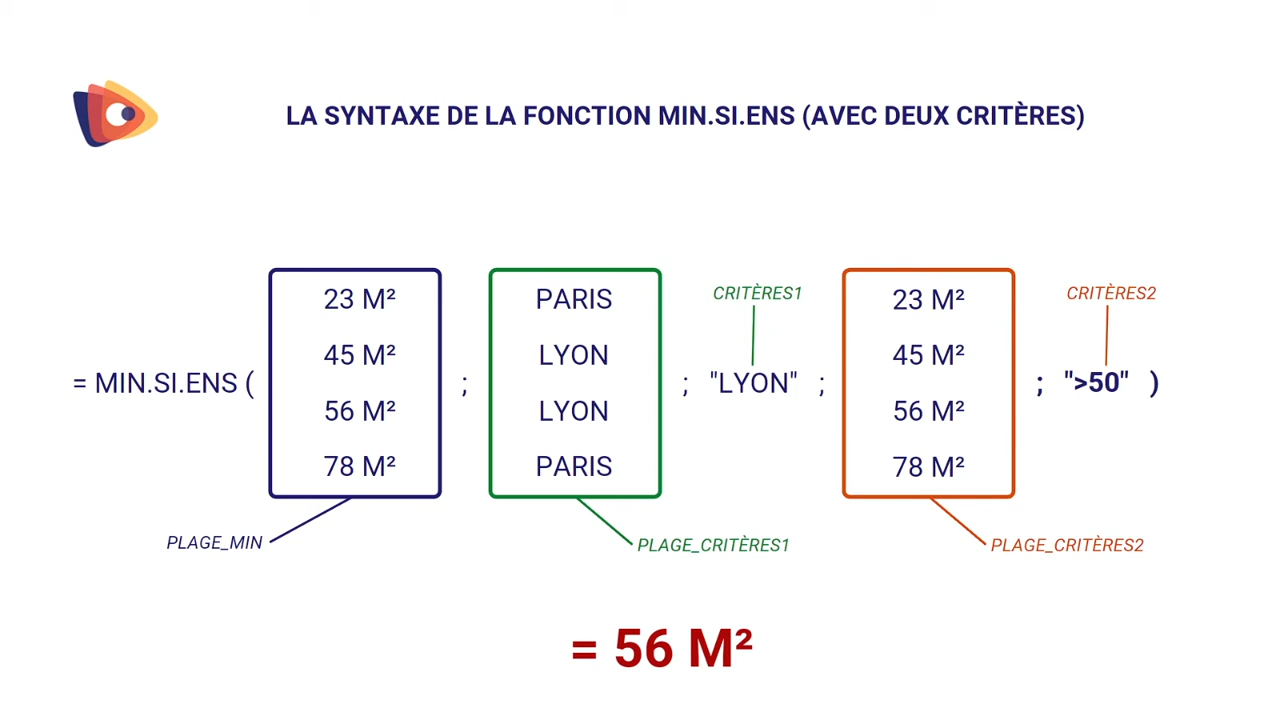 LA SYNTAXE DE LA FONCTION MIN.SI.ENS (AVEC DEUX CRITÈRES)
= MIN.SI.ENS (
23 M²
45 M²
56 M²
78 M²
PLAGE_MIN
;
PARIS
LYON
LYON
PARIS
PLAGE_CRITÈRES1
;
CRITÈRES1
"LYON"
;
23 M²
45 M²
56 M²
78 M²
PLAGE_CRITÈRES2
;
CRITÈRES2
">50" )
= 56 M²